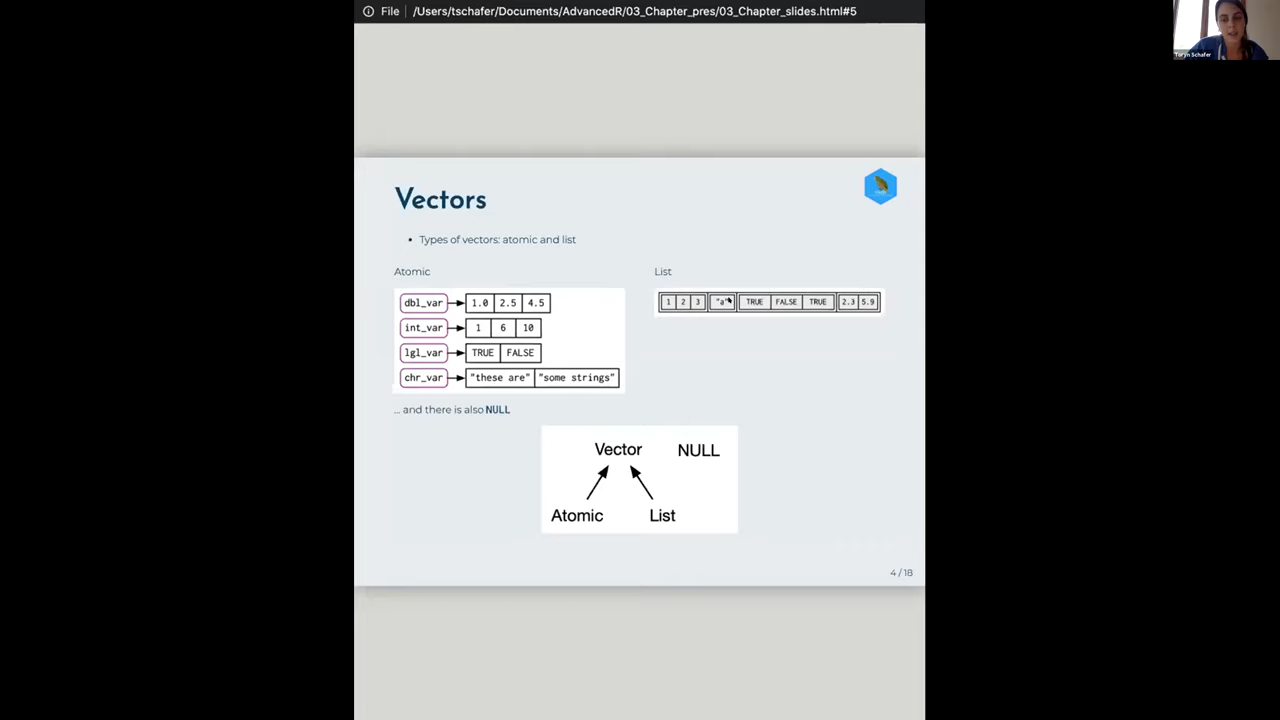 File /Users/tschafer/Documents/AdvancedR/03_Chapter_pres/03_Chapter_slides.html#5
Toryn Schafer
Vectors
• Types of vectors: atomic and list
Atomic
List
dbl_var 1.0 2.5 4.5
int_var 1 6 10
lgl_var TRUE FALSE
chr_var "these are" "some strings"
1 2 3 "a" TRUE FALSE TRUE 2.3 5.9
... and there is also NULL
Vector NULL
Atomic List
4 / 18